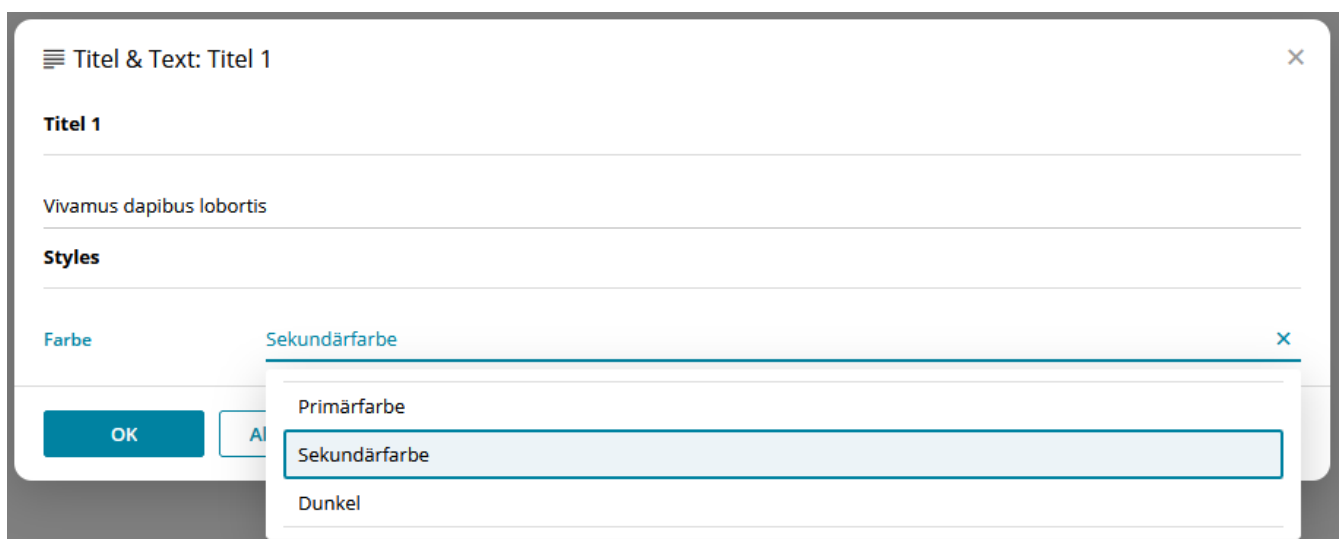 Titel & Text: Titel 1
Titel 1
Vivamus dapibus lobortis
Styles
Farbe Sekundärfarbe
Primärfarbe
OK
Sekundärfarbe
Dunkel